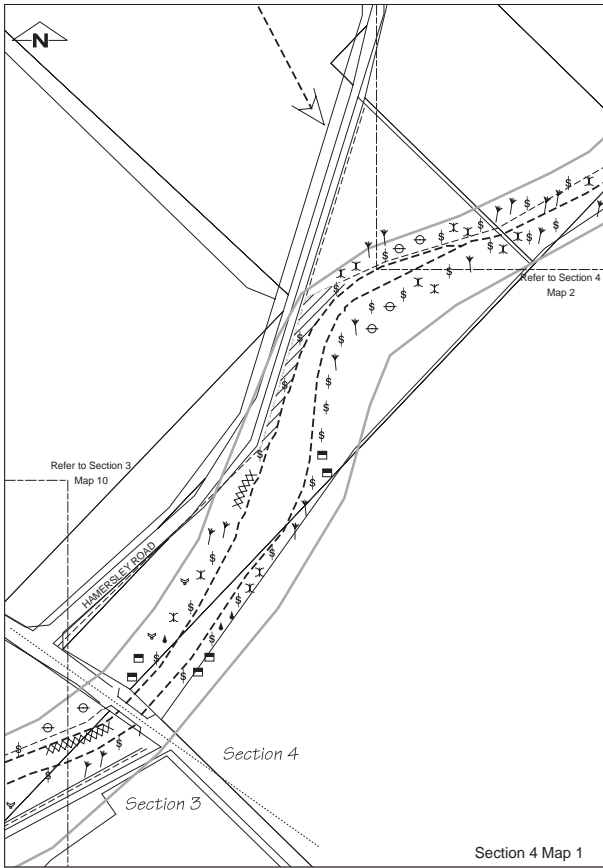 N
Refer to Section 4
Map 2
Refer to Section 3
Map 10
HAMERSLEY ROAD
Section 4
Section 3
Section 4 Map 1